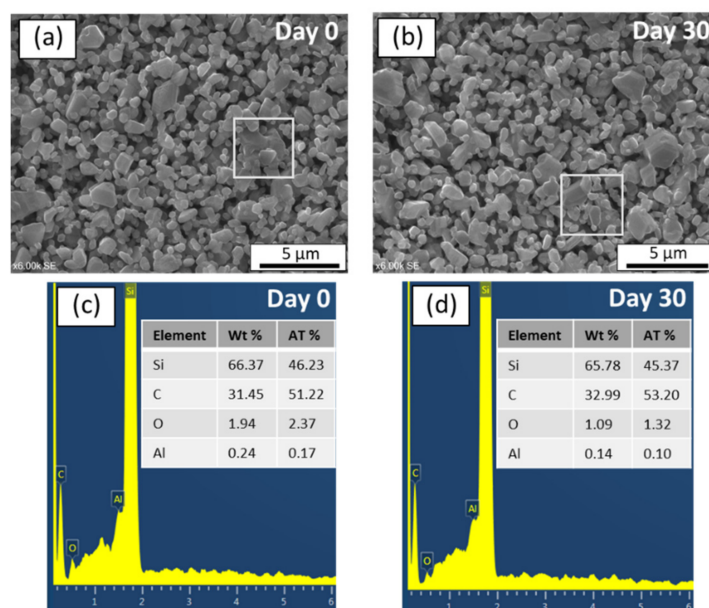 (a)
Day 0
5 µm
x6.00k SE
(b)
Day 30
5 µm
x6.00k SE
(c)
Day 0
Si
Element Wt % AT %
Si 66.37 46.23
C 31.45 51.22
O 1.94 2.37
Al 0.24 0.17
C
Al
O
1 2 3 4 5 6
(d)
Day 30
Si
Element Wt % AT %
Si 65.78 45.37
C 32.99 53.20
O 1.09 1.32
Al 0.14 0.10
C
Al
O
1 2 3 4 5 6